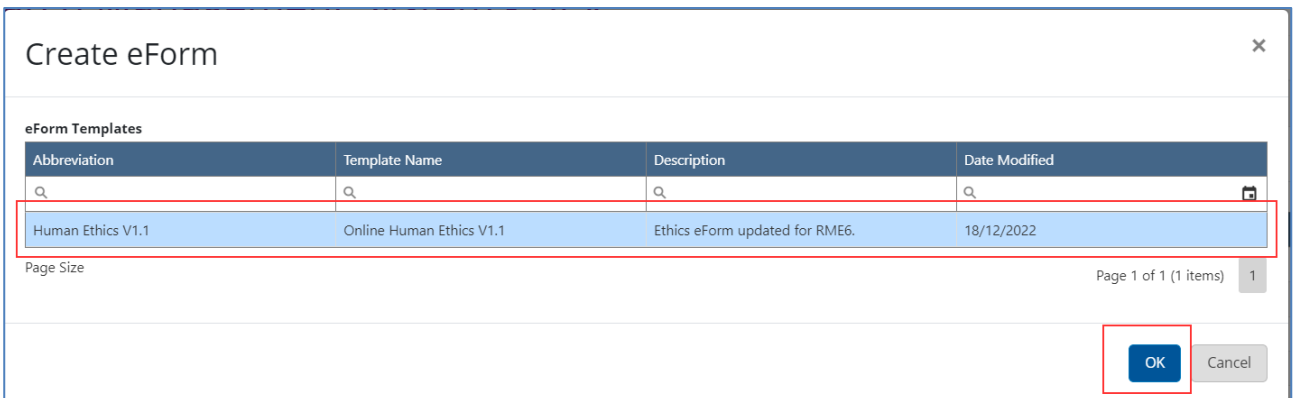 Create eForm ×
eForm Templates
Abbreviation Template Name Description Date Modified
Human Ethics V1.1 Online Human Ethics V1.1 Ethics eForm updated for RME6. 18/12/2022
Page Size
Page 1 of 1 (1 items) 1
OK Cancel